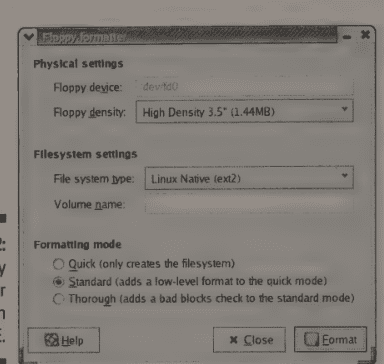 Floppy formatter
Physical settings
Floppy device: /dev/fd0
Floppy density: High Density 3.5" (1.44MB)
Filesystem settings
File system type: Linux Native (ext2)
Volume name:
Formatting mode
Quick (only creates the filesystem)
Standard (adds a low-level format to the quick mode)
Thorough (adds a bad blocks check to the standard mode)
Help
Close
Format